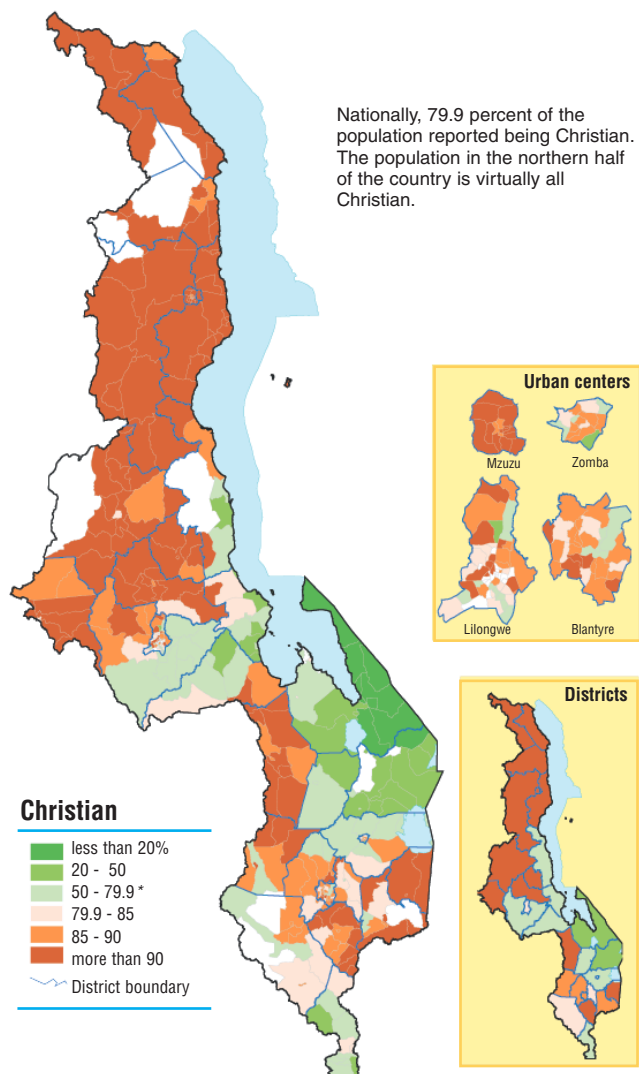 Nationally, 79.9 percent of the
population reported being Christian.
The population in the northern half
of the country is virtually all
Christian.
Urban centers
Mzuzu
Zomba
Lilongwe
Blantyre
Districts
Christian
less than 20%
20 - 50
50 - 79.9 *
79.9 - 85
85 - 90
more than 90
District boundary